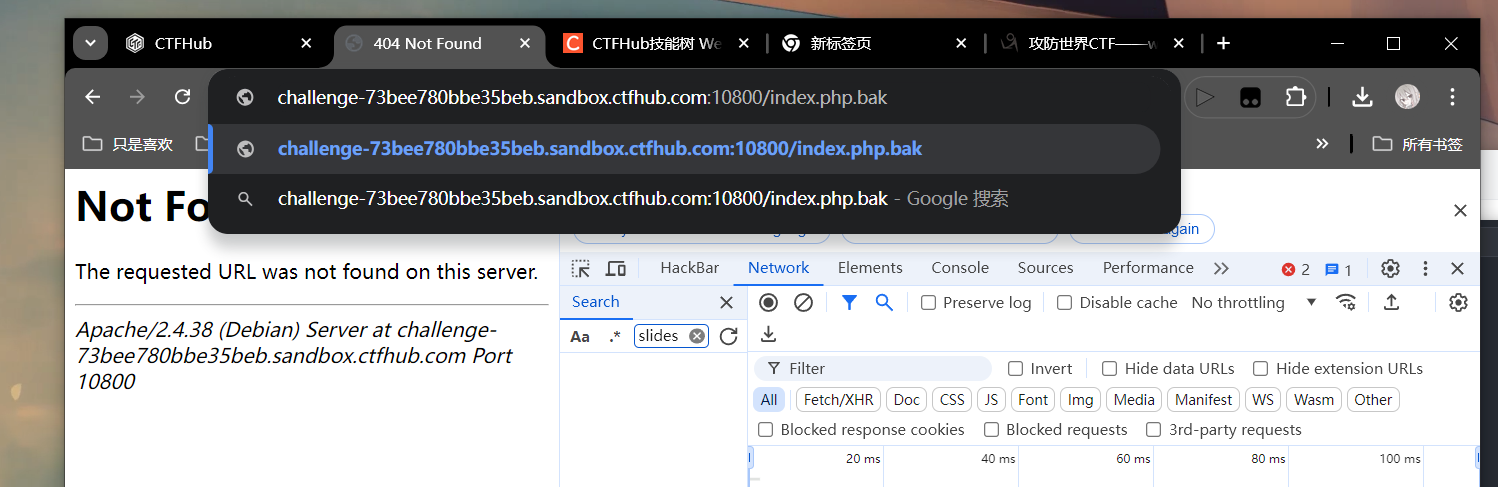 CTFHub
404 Not Found
CTFHub技能树 We
新标签页
攻防世界CTF——w
challenge-73bee780bbe35beb.sandbox.ctfhub.com:10800/index.php.bak
challenge-73bee780bbe35beb.sandbox.ctfhub.com:10800/index.php.bak
challenge-73bee780bbe35beb.sandbox.ctfhub.com:10800/index.php.bak - Google 搜索
只是喜欢
所有书签
Not Fo
again
The requested URL was not found on this server.
Apache/2.4.38 (Debian) Server at challenge-
73bee780bbe35beb.sandbox.ctfhub.com Port
10800
HackBar Network Elements Console Sources Performance 2 1
Search
Preserve log Disable cache No throttling
Aa .* slides
Filter Invert Hide data URLs Hide extension URLs
All Fetch/XHR Doc CSS JS Font Img Media Manifest WS Wasm Other
Blocked response cookies Blocked requests 3rd-party requests
20 ms 40 ms 60 ms 80 ms 100 ms